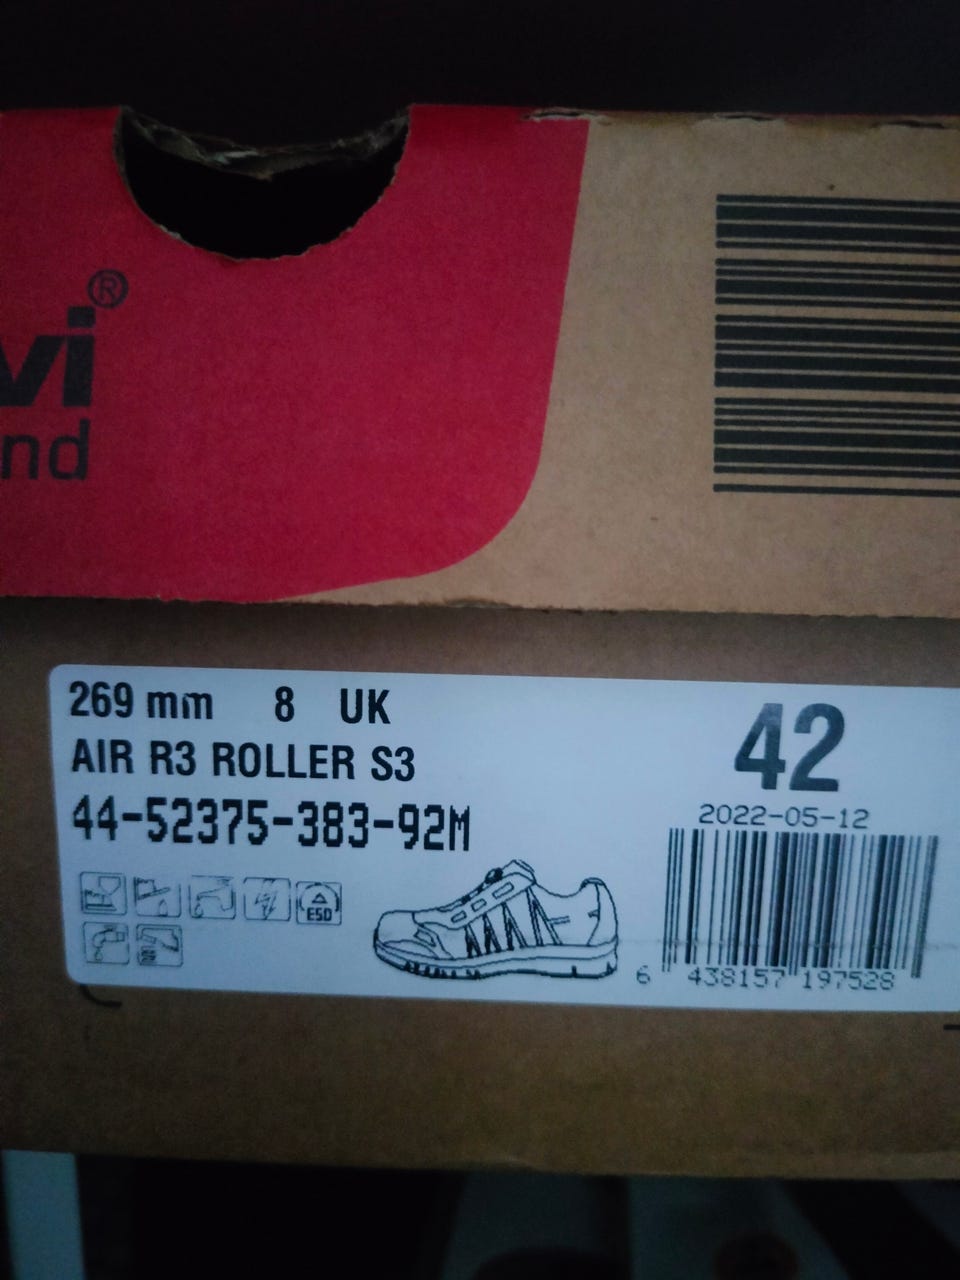 vi®
nd
269 mm 8 UK
AIR R3 ROLLER S3
44-52375-383-92M
ESD
42
2022-05-12
6 438157 197528